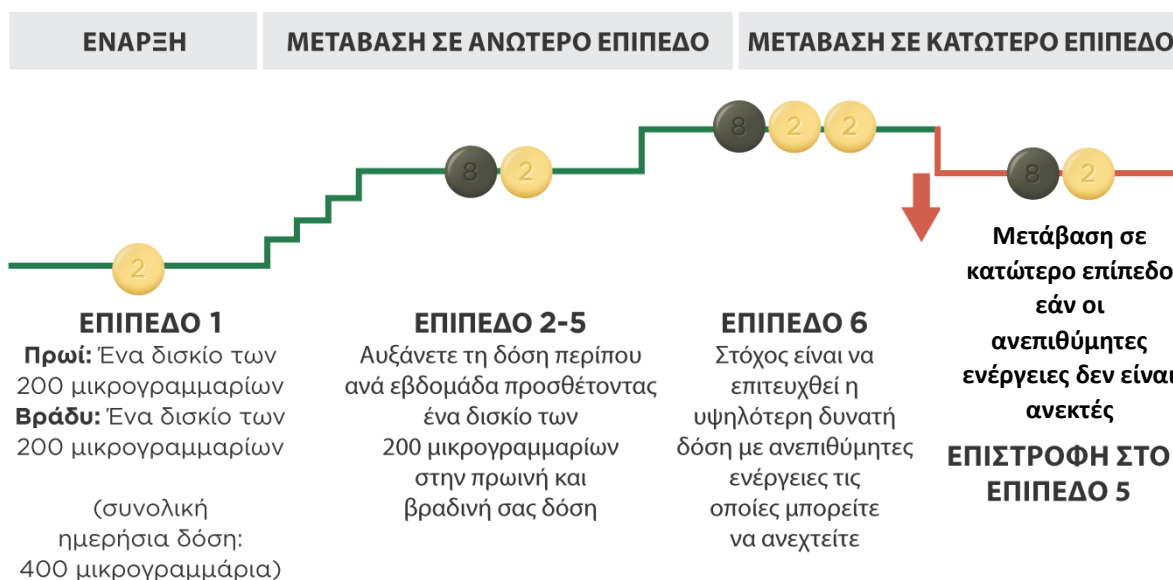 ΕΝΑΡΞΗ
ΜΕΤΑΒΑΣΗ ΣΕ ΑΝΩΤΕΡΟ ΕΠΙΠΕΔΟ
ΜΕΤΑΒΑΣΗ ΣΕ ΚΑΤΩΤΕΡΟ ΕΠΙΠΕΔΟ
8 2 2
8 2
8 2
2
ΕΠΙΠΕΔΟ 1
Πρωί: Ένα δισκίο των
200 μικρογραμμαρίων
Βράδυ: Ένα δισκίο των
200 μικρογραμμαρίων
(συνολική
ημερήσια δόση:
400 μικρογραμμάρια)
ΕΠΙΠΕΔΟ 2-5
Αυξάνετε τη δόση περίπου
ανά εβδομάδα προσθέτοντας
ένα δισκίο των
200 μικρογραμμαρίων
στην πρωινή και
βραδινή σας δόση
ΕΠΙΠΕΔΟ 6
Στόχος είναι να
επιτευχθεί η
υψηλότερη δυνατή
δόση με ανεπιθύμητες
ενέργειες τις
οποίες μπορείτε
να ανεχτείτε
Μετάβαση σε
κατώτερο επίπεδο
εάν οι
ανεπιθύμητες
ενέργειες δεν είναι
ανεκτές
ΕΠΙΣΤΡΟΦΗ ΣΤΟ
ΕΠΙΠΕΔΟ 5